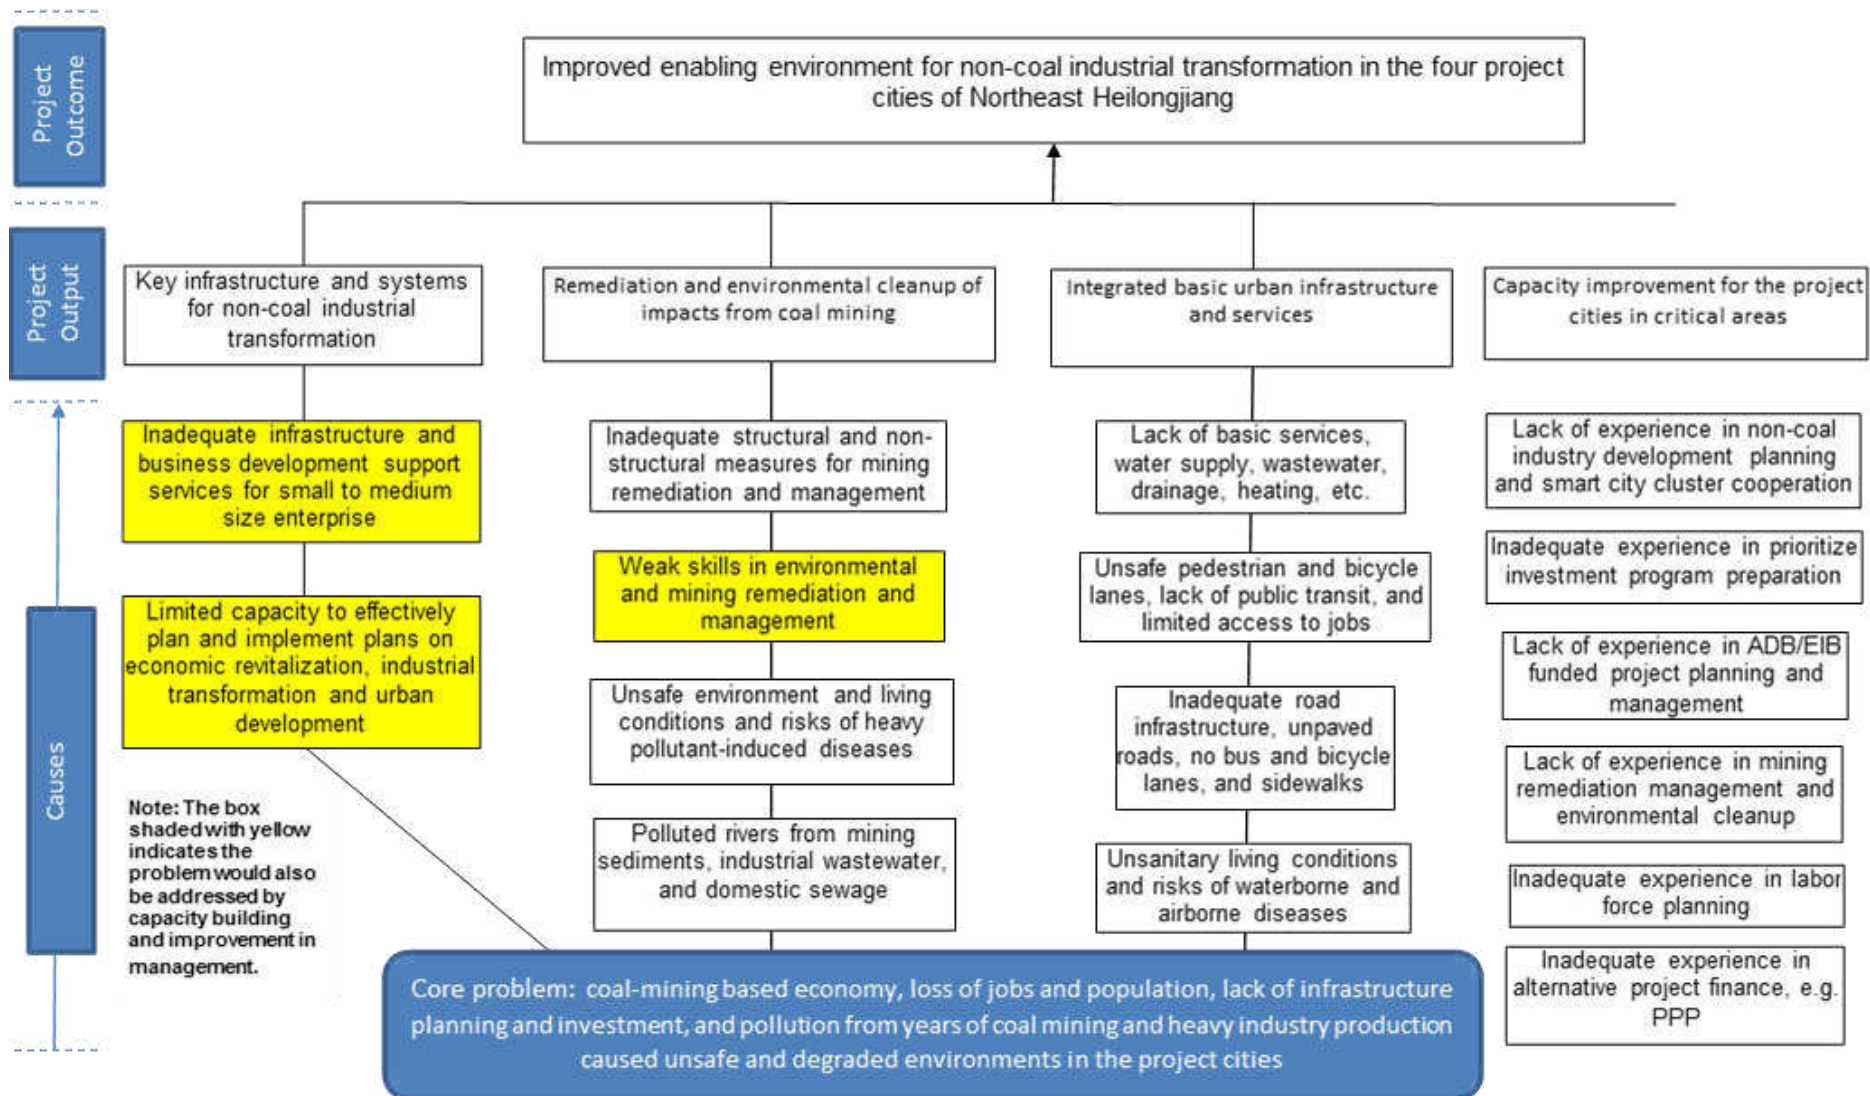 Project
Outcome
Improved enabling environment for non-coal industrial transformation in the four project
cities of Northeast Heilongjiang
Project
Output
Key infrastructure and systems
for non-coal industrial
transformation
Remediation and environmental cleanup of
impacts from coal mining
Integrated basic urban infrastructure
and services
Capacity improvement for the project
cities in critical areas
Causes
Inadequate infrastructure and
business development support
services for small to medium
size enterprise
Limited capacity to effectively
plan and implement plans on
economic revitalization, industrial
transformation and urban
development
Note: The box
shaded with yellow
indicates the
problem would also
be addressed by
capacity building
and improvement in
management.
Inadequate structural and non-
structural measures for mining
remediation and management
Weak skills in environmental
and mining remediation and
management
Unsafe environment and living
conditions and risks of heavy
pollutant-induced diseases
Polluted rivers from mining
sediments, industrial wastewater,
and domestic sewage
Lack of basic services,
water supply, wastewater,
drainage, heating, etc.
Unsafe pedestrian and bicycle
lanes, lack of public transit, and
limited access to jobs
Inadequate road
infrastructure, unpaved
roads, no bus and bicycle
lanes, and sidewalks
Unsanitary living conditions
and risks of waterborne and
airborne diseases
Lack of experience in non-coal
industry development planning
and smart city cluster cooperation
Inadequate experience in prioritize
investment program preparation
Lack of experience in ADB/EIB
funded project planning and
management
Lack of experience in mining
remediation management and
environmental cleanup
Inadequate experience in labor
force planning
Inadequate experience in
alternative project finance, e.g.
PPP
Core problem: coal-mining based economy, loss of jobs and population, lack of infrastructure
planning and investment, and pollution from years of coal mining and heavy industry production
caused unsafe and degraded environments in the project cities